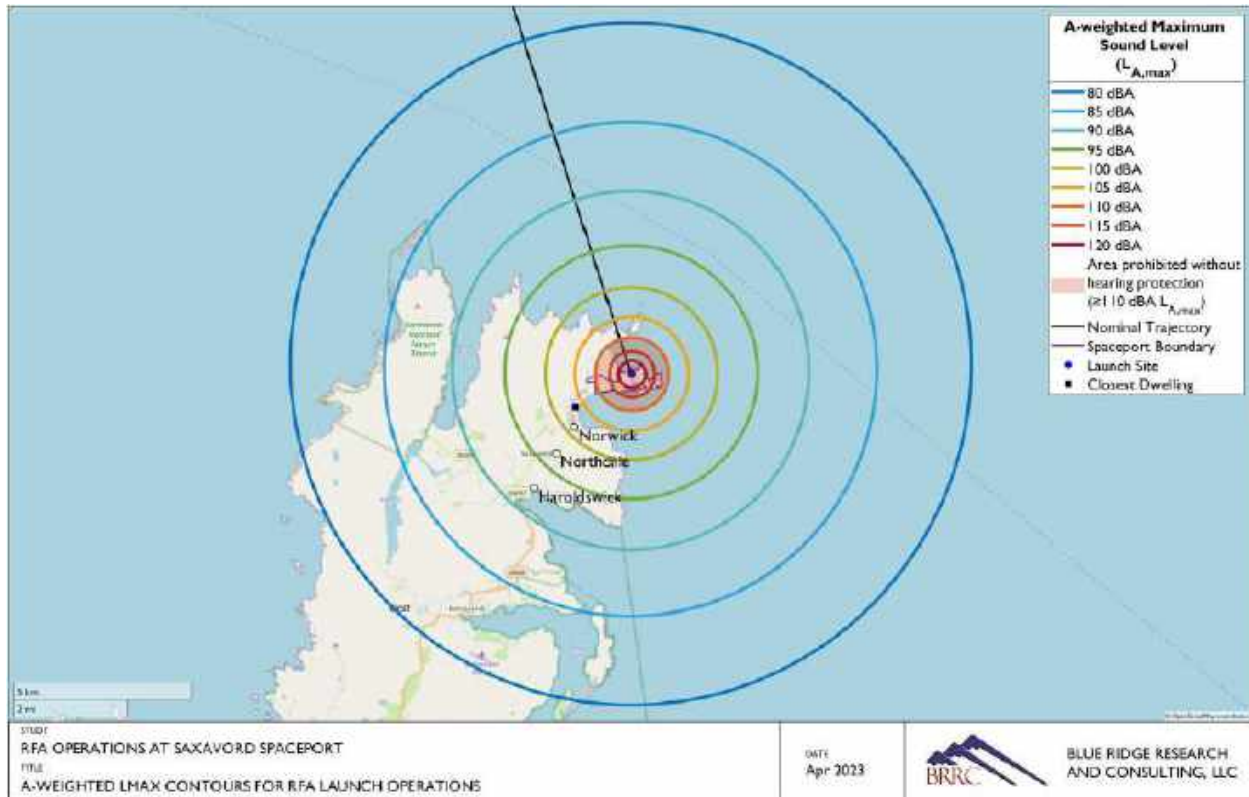 A-weighted Maximum
Sound Level
(L_A,max)
80 dBA
85 dBA
90 dBA
95 dBA
100 dBA
105 dBA
110 dBA
115 dBA
120 dBA
Area prohibited without
hearing protection
(≥110 dBA L_A,max)
Nominal Trajectory
Spaceport Boundary
Launch Site
Closest Dwelling
Norwick
Northdale
Haroldswick
5 km
2 mi
STUDY
RFA OPERATIONS AT SAXAVORD SPACEPORT
TITLE
A-WEIGHTED LMAX CONTOURS FOR RFA LAUNCH OPERATIONS
DATE
Apr 2023
BRRC
BLUE RIDGE RESEARCH
AND CONSULTING, LLC